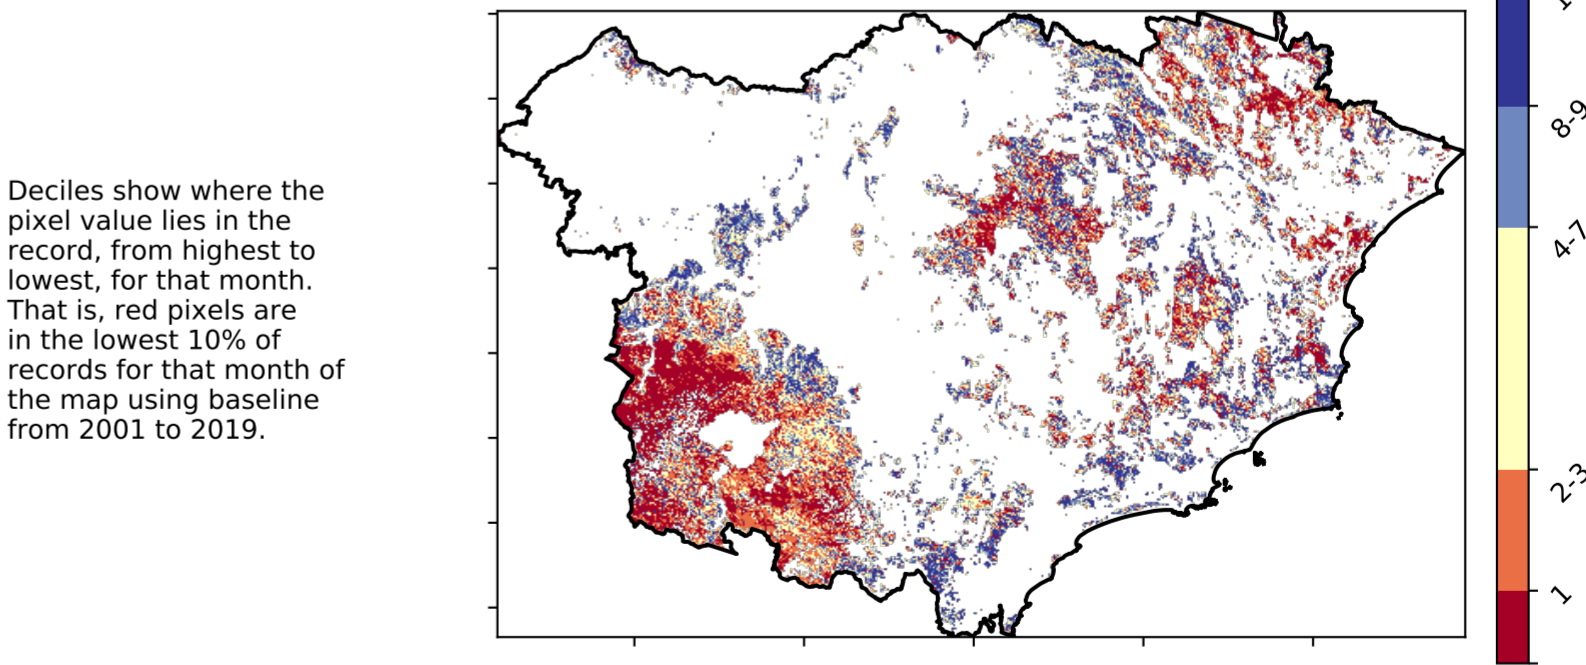 Deciles show where the
pixel value lies in the
record, from highest to
lowest, for that month.
That is, red pixels are
in the lowest 10% of
records for that month of
the map using baseline
from 2001 to 2019.
8-9
4-7
2-3
1